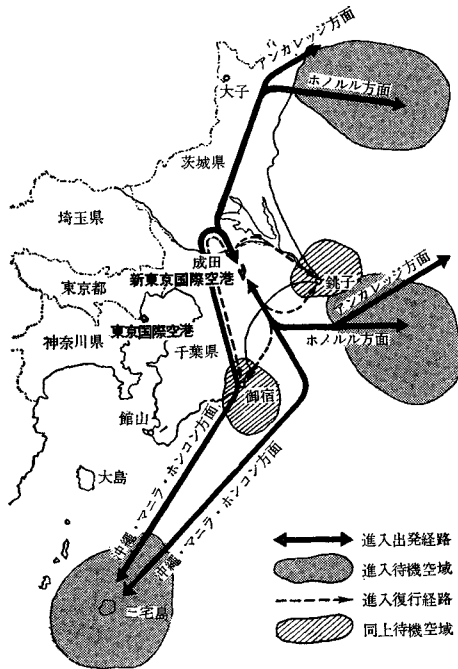 アンカレッジ方面
ホノルル方面
大子
茨城県
埼玉県
成田
新東京国際空港
銚子
アンカレッジ方面
ホノルル方面
東京都
東京国際空港
神奈川県
千葉県
御宿
館山
大島
沖縄・マニラ・ホンコン方面
沖縄・マニラ・ホンコン方面
三宅島
進入出発経路
進入待機空域
進入復行経路
同上待機空域